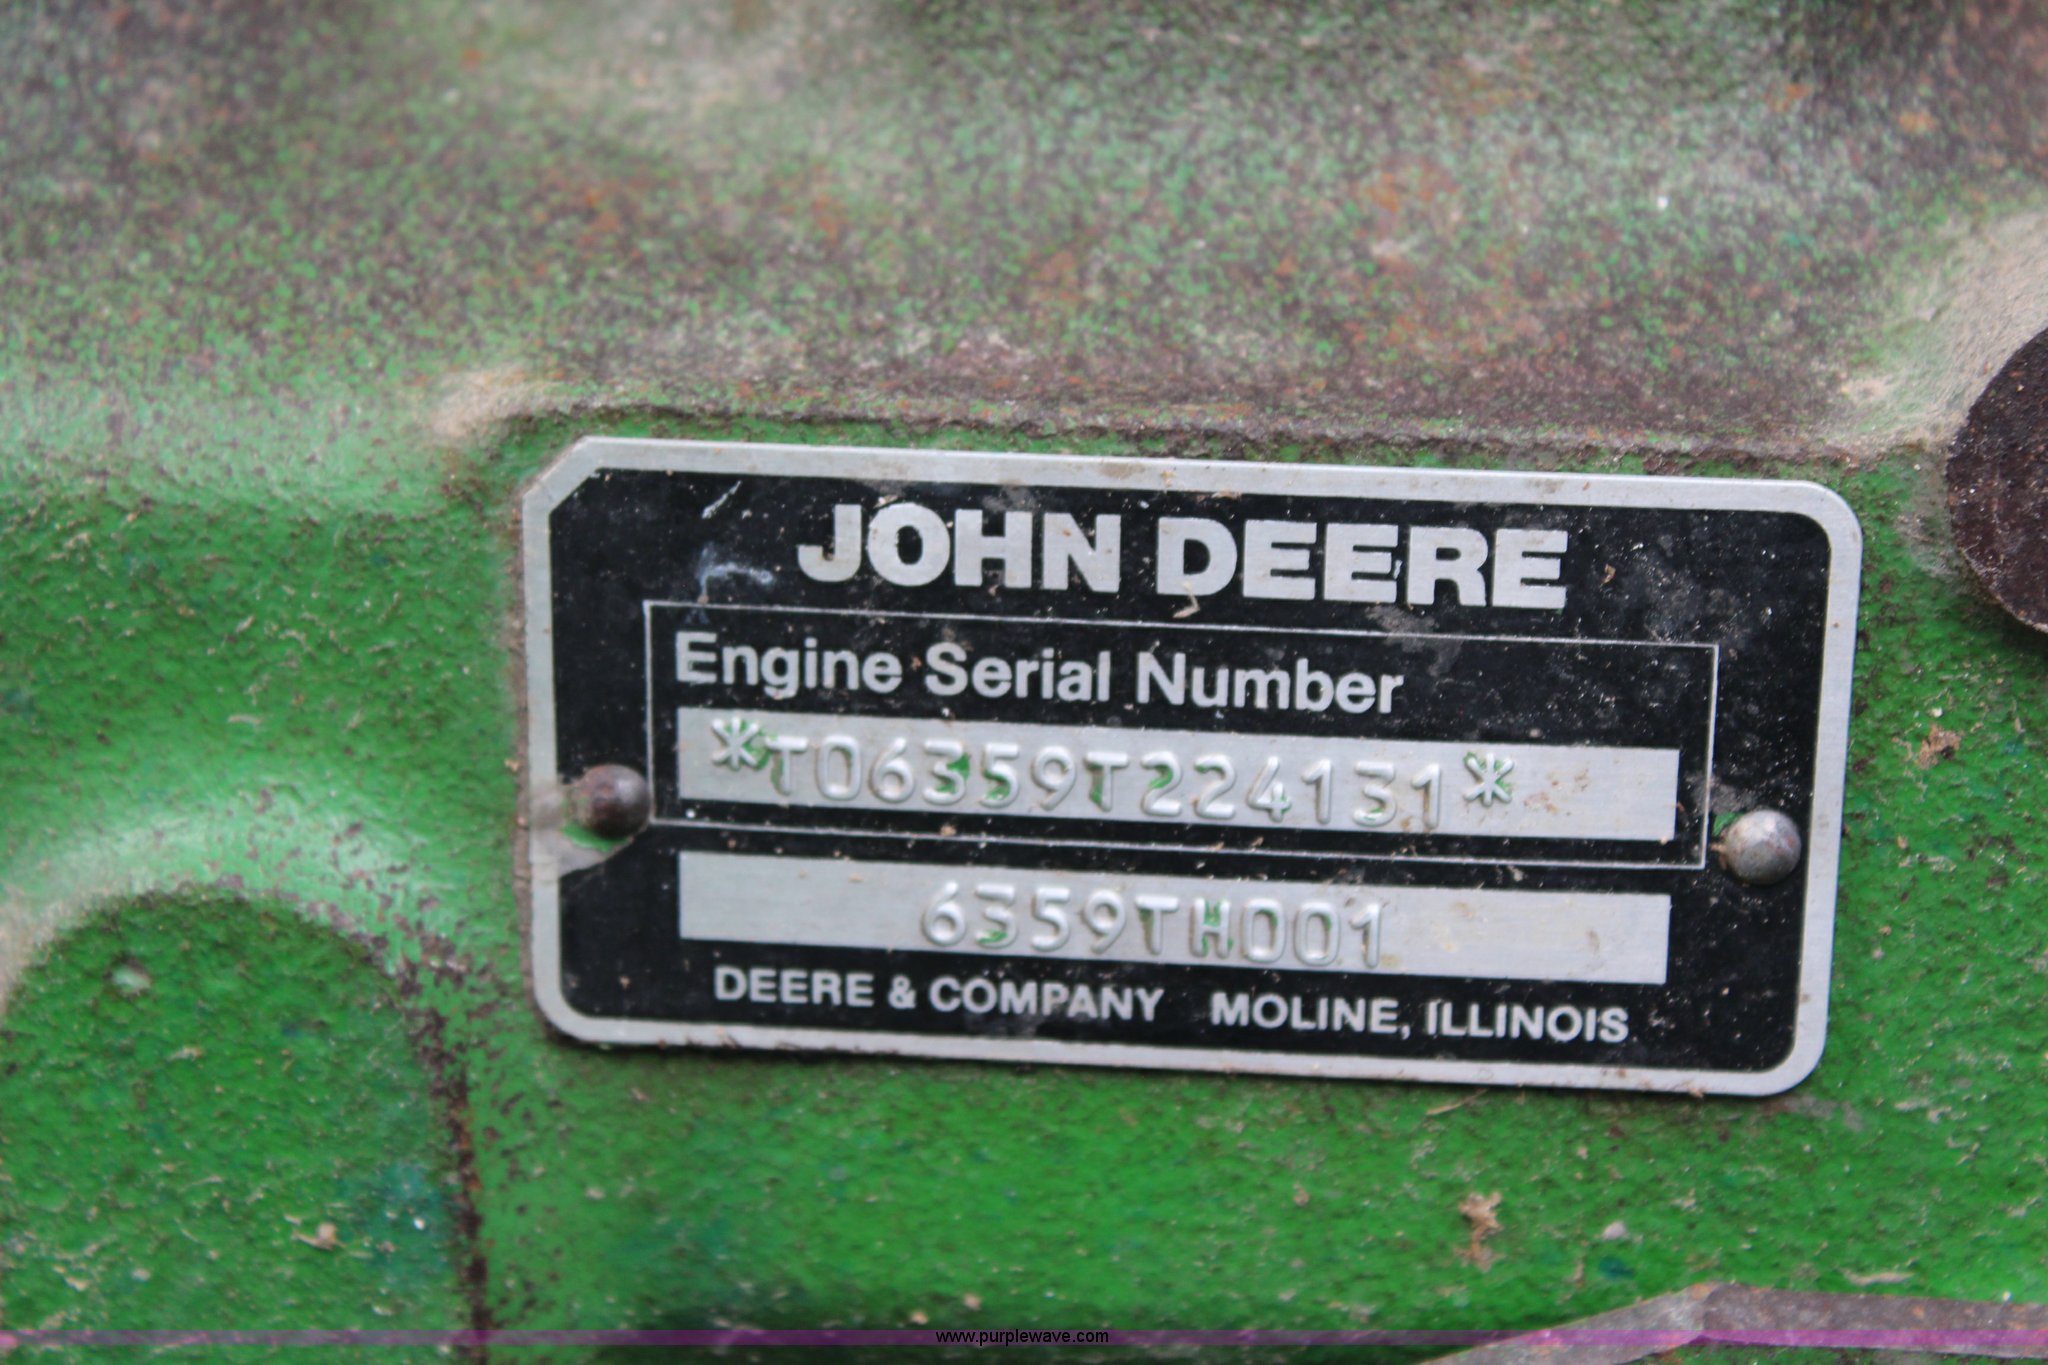 JOHN DEERE
Engine Serial Number
*T06359T224131*
6359TH001
DEERE & COMPANY MOLINE, ILLINOIS
www.purplewave.com